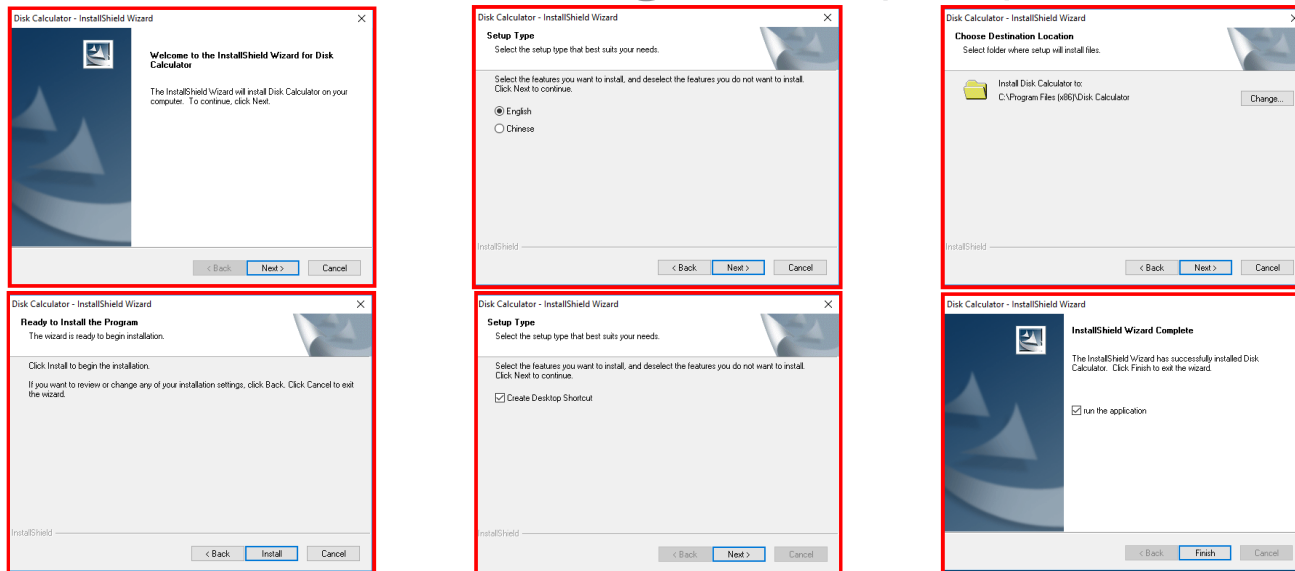 Disk Calculator - InstallShield Wizard
Welcome to the InstallShield Wizard for Disk
Calculator
The InstallShield Wizard will install Disk Calculator on your
computer. To continue, click Next.
< Back Next > Cancel
Disk Calculator - InstallShield Wizard
Setup Type
Select the setup type that best suits your needs.
Select the features you want to install, and deselect the features you do not want to install.
Click Next to continue.
English
Chinese
InstallShield
< Back Next > Cancel
Disk Calculator - InstallShield Wizard
Choose Destination Location
Select folder where setup will install files.
Install Disk Calculator to:
C:\Program Files (x86)\Disk Calculator
Change...
InstallShield
< Back Next > Cancel
Disk Calculator - InstallShield Wizard
Ready to Install the Program
The wizard is ready to begin installation.
Click Install to begin the installation.
If you want to review or change any of your installation settings, click Back. Click Cancel to exit
the wizard.
InstallShield
< Back Install Cancel
Disk Calculator - InstallShield Wizard
Setup Type
Select the setup type that best suits your needs.
Select the features you want to install, and deselect the features you do not want to install.
Click Next to continue.
Create Desktop Shortcut
InstallShield
< Back Next > Cancel
Disk Calculator - InstallShield Wizard
InstallShield Wizard Complete
The InstallShield Wizard has successfully installed Disk
Calculator. Click Finish to exit the wizard.
run the application
< Back Finish Cancel